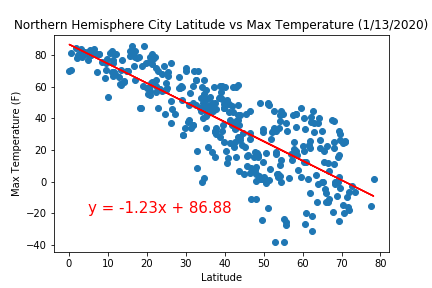 Northern Hemisphere City Latitude vs Max Temperature (1/13/2020)
Max Temperature (F)
80
60
40
20
0
−20
−40
y = -1.23x + 86.88
0 10 20 30 40 50 60 70 80
Latitude